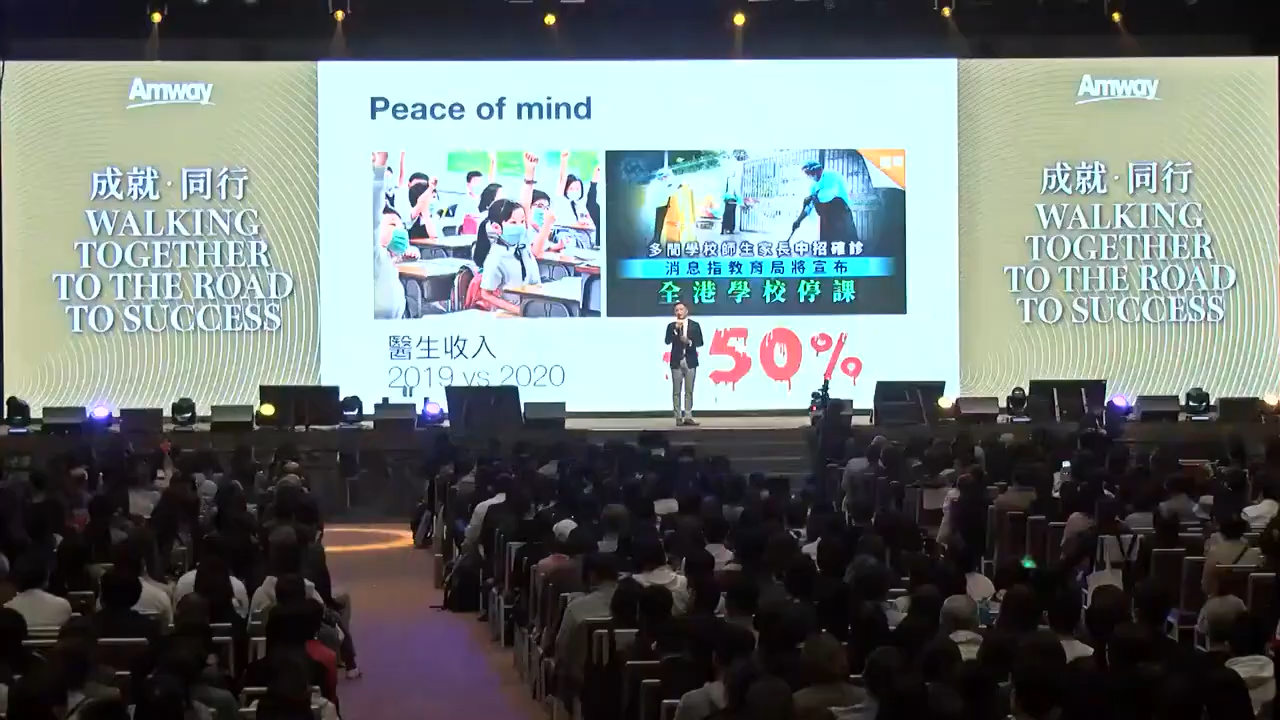 Amway
成就·同行
WALKING
TOGETHER
TO THE ROAD
TO SUCCESS
Peace of mind
多間學校師生家長中招確診
消息指教育局將宣布
全港學校停課
醫生收入
2019 vs 2020
50%
Amway
成就·同行
WALKING
TOGETHER
TO THE ROAD
TO SUCCESS